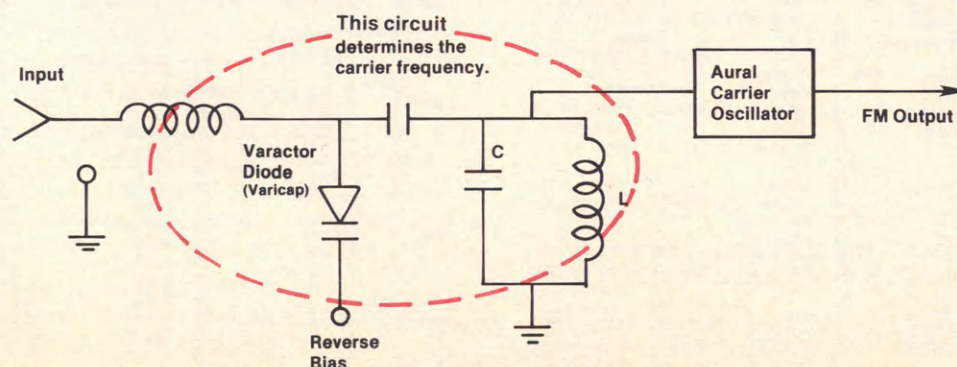 This circuit
determines the
carrier frequency.
Input
Aural
Carrier
Oscillator
FM Output
Varactor
Diode
(Varicap)
C
L
Reverse
Bias